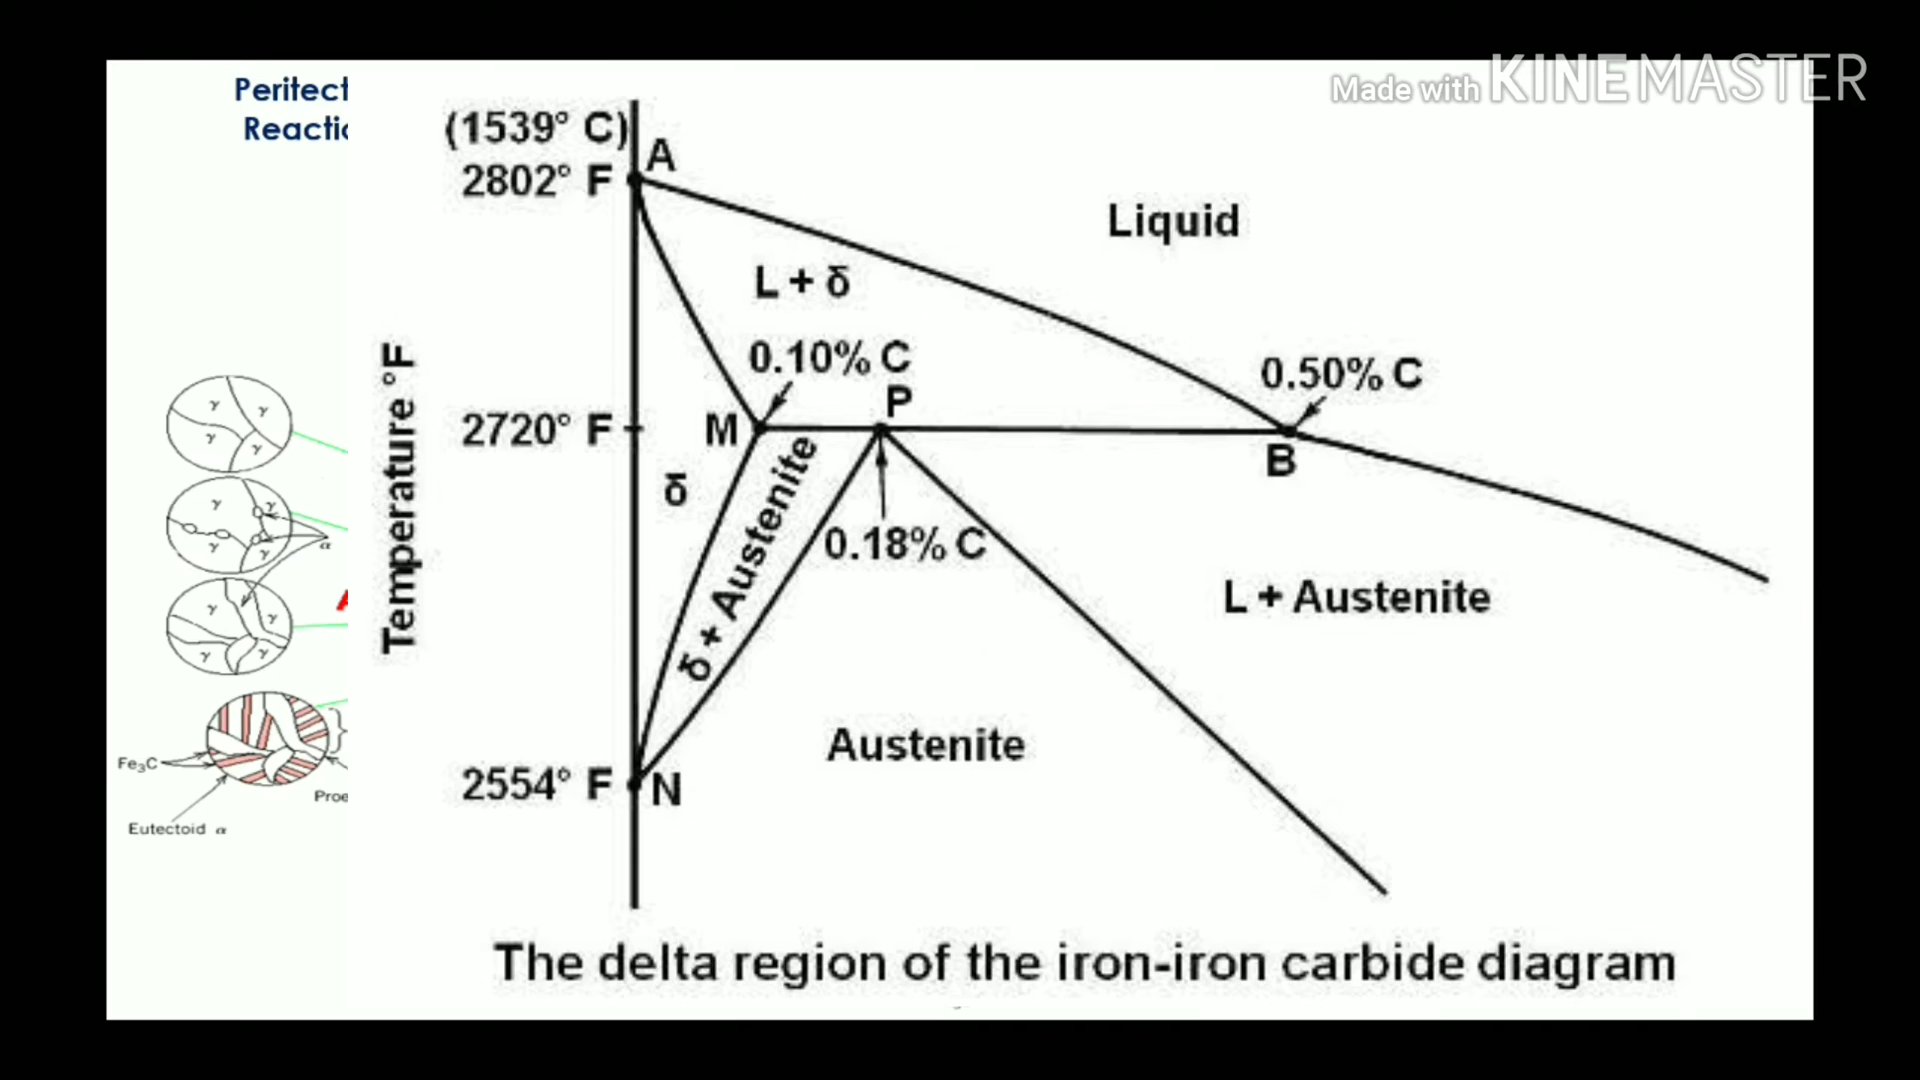 Made with KINEMASTER
Peritect
Reactic
(1539° C)
A
2802° F
Liquid
L + δ
0.10% C
P
0.50% C
2720° F
M
B
Temperature °F
δ
δ + Austenite
0.18% C
L + Austenite
Austenite
2554° F
N
γ
γ
γ
γ
γ
γ
γ
γ
α
γ
γ
γ
γ
Fe₃C
Proe
Eutectoid α
The delta region of the iron-iron carbide diagram